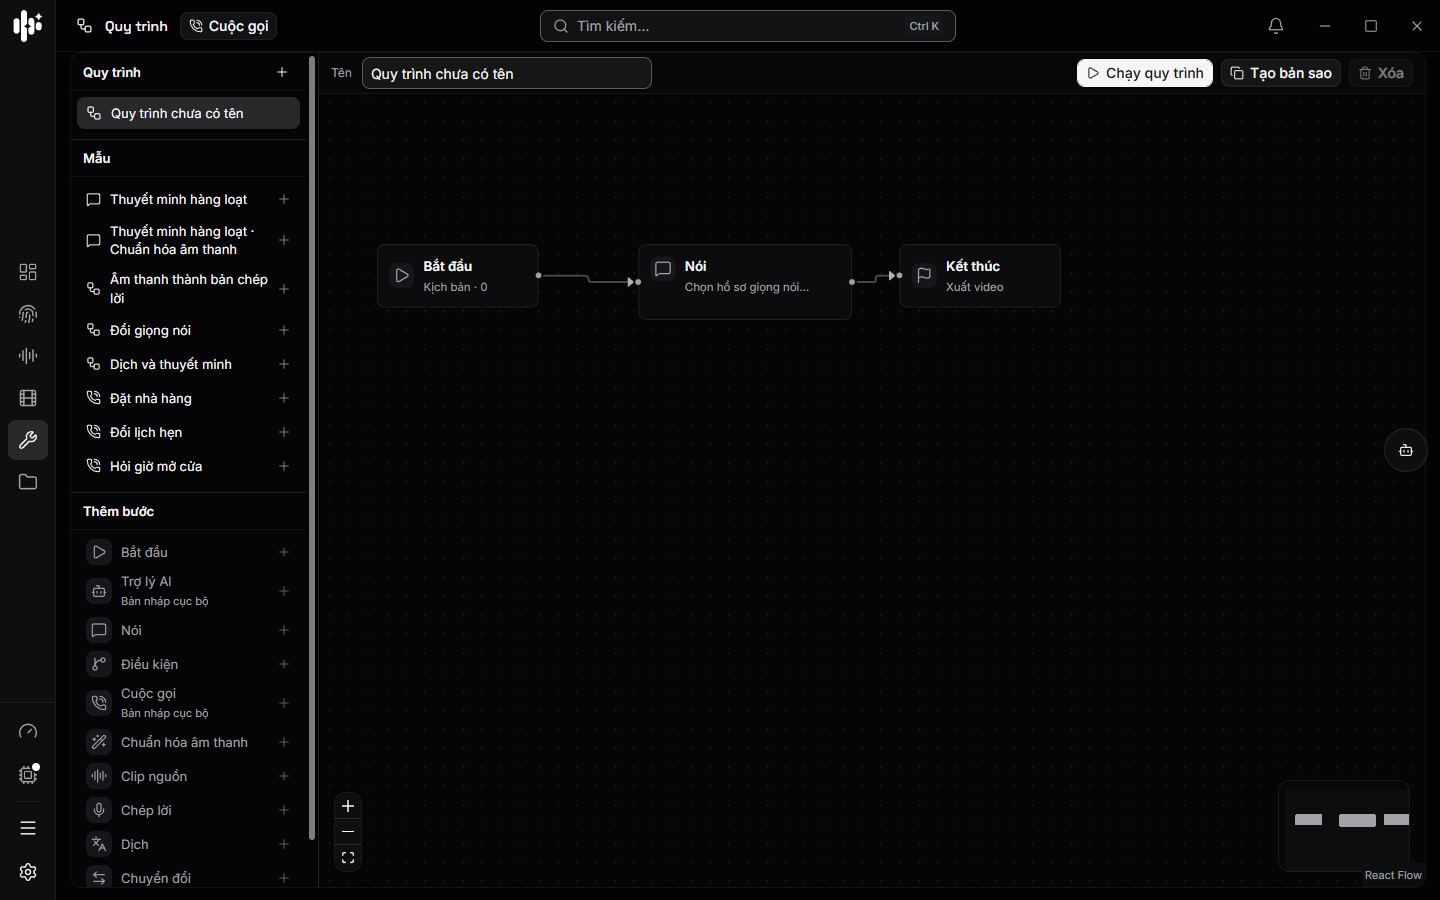 Quy trình
Cuộc gọi
Tìm kiếm...
Ctrl K
Quy trình
Quy trình chưa có tên
Mẫu
Thuyết minh hàng loạt
Thuyết minh hàng loạt ·
Chuẩn hóa âm thanh
Âm thanh thành bản chép
lời
Đổi giọng nói
Dịch và thuyết minh
Đặt nhà hàng
Đổi lịch hẹn
Hỏi giờ mở cửa
Thêm bước
Bắt đầu
Trợ lý AI
Bản nháp cục bộ
Nói
Điều kiện
Cuộc gọi
Bản nháp cục bộ
Chuẩn hóa âm thanh
Clip nguồn
Chép lời
Dịch
Chuyển đổi
Tên
Quy trình chưa có tên
Chạy quy trình
Tạo bản sao
Xóa
Bắt đầu
Kịch bản · 0
Nói
Chọn hồ sơ giọng nói...
Kết thúc
Xuất video
React Flow